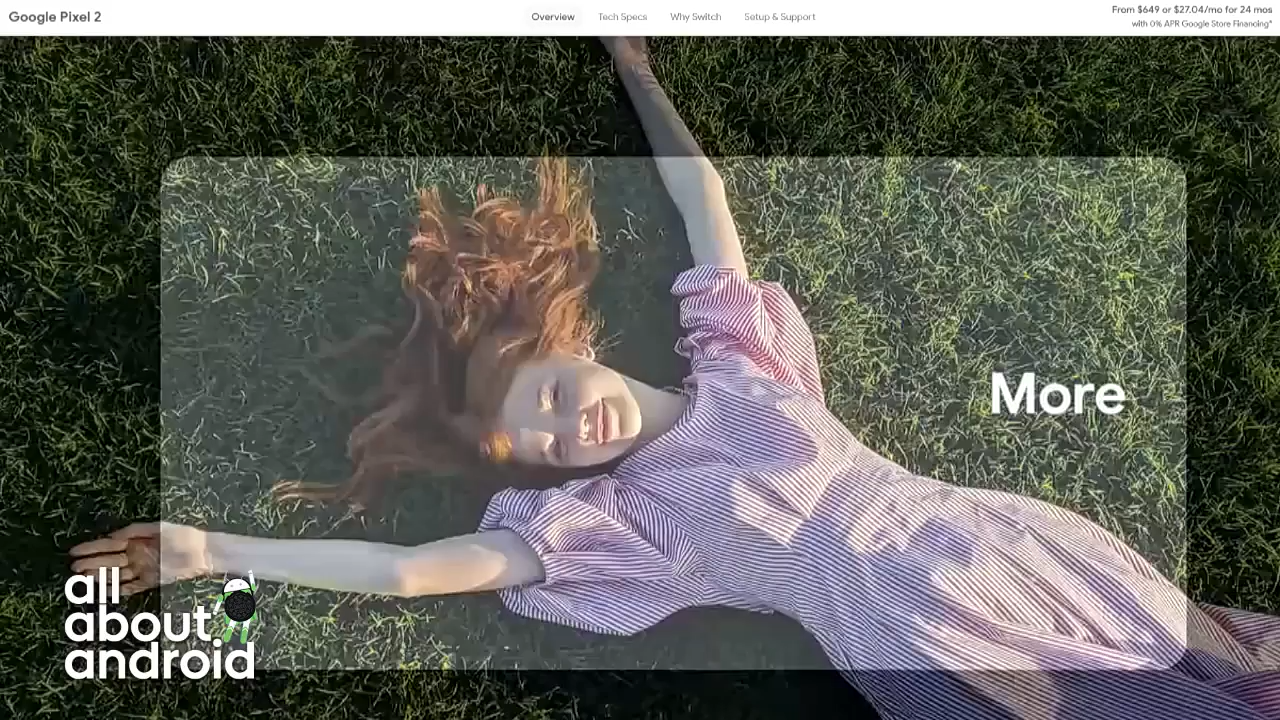 Google Pixel 2
Overview
Tech Specs
Why Switch
Setup & Support
From $649 or $27.04/mo for 24 mos
with 0% APR Google Store Financing*
More
all
about
android